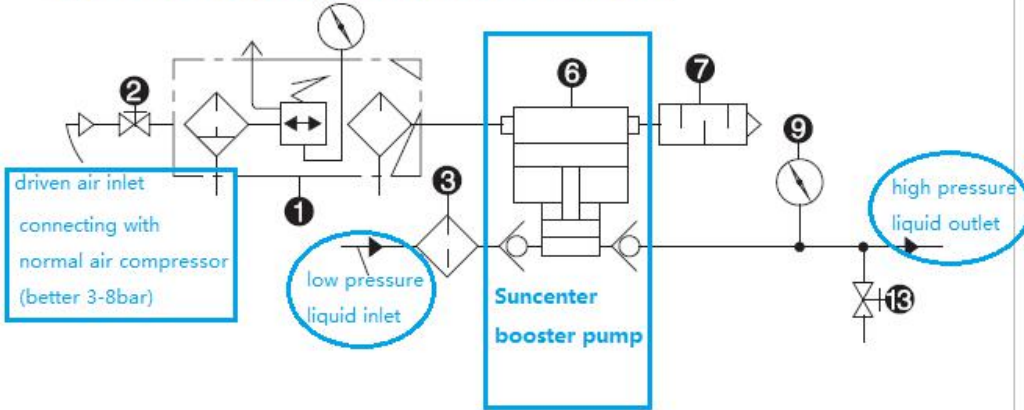 2
6
7
9
driven air inlet
connecting with
normal air compressor
(better 3-8bar)
1
3
low pressure
liquid inlet
Suncenter
booster pump
high pressure
liquid outlet
13